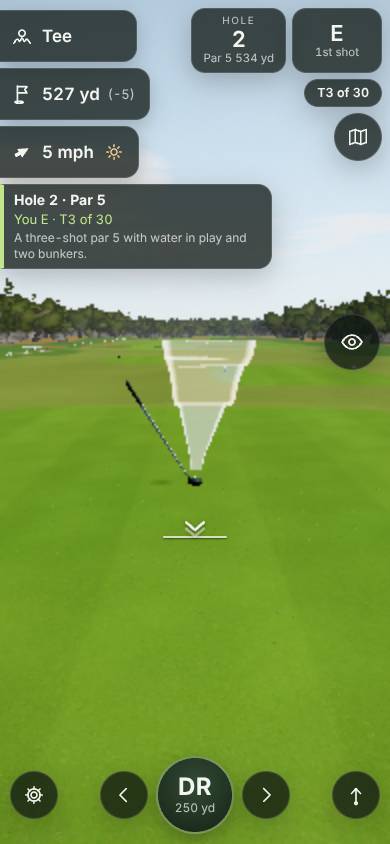 Tee
HOLE
2
Par 5 534 yd
E
1st shot
527 yd (-5)
T3 of 30
5 mph
Hole 2 · Par 5
You E · T3 of 30
A three-shot par 5 with water in play and
two bunkers.
DR
250 yd